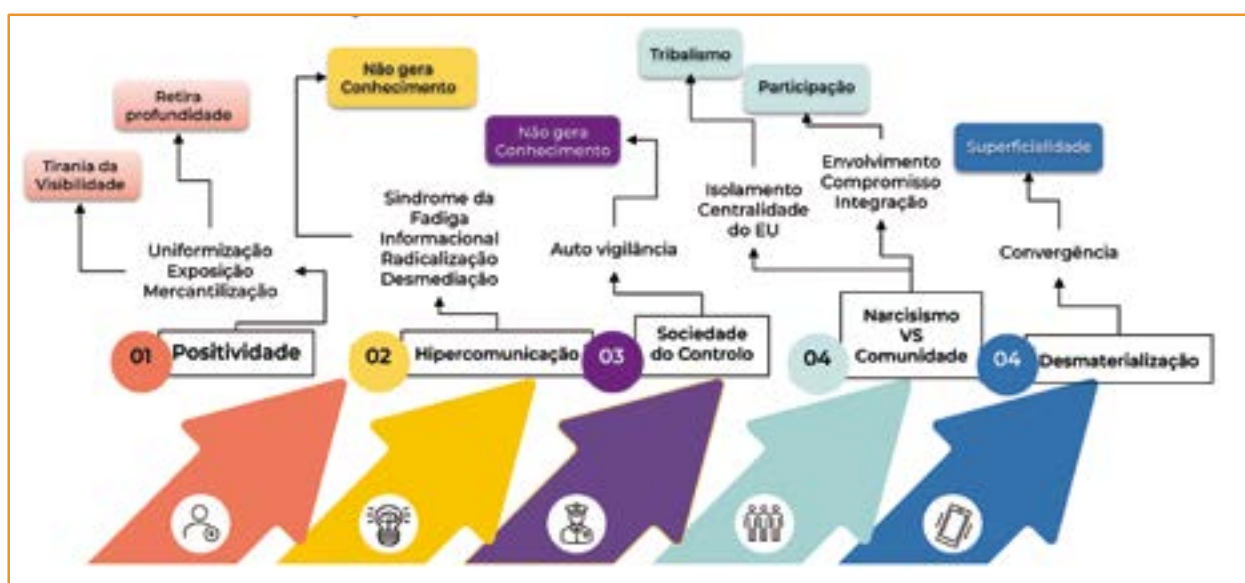 Tirania da
Visibilidade
Retira
profundidade
Uniformização
Exposição
Mercantilização
01
Positividade
Não gera
Conhecimento
Sindrome da
Fadiga
Informacional
Radicalização
Desmediação
02
Hipercomunicação
Não gera
Conhecimento
Auto vigilância
03
Sociedade
do Controlo
Tribalismo
Participação
Isolamento
Centralidade
do EU
Envolvimento
Compromisso
Integração
04
Narcisismo
VS
Comunidade
Superficialidade
Convergência
04
Desmaterialização